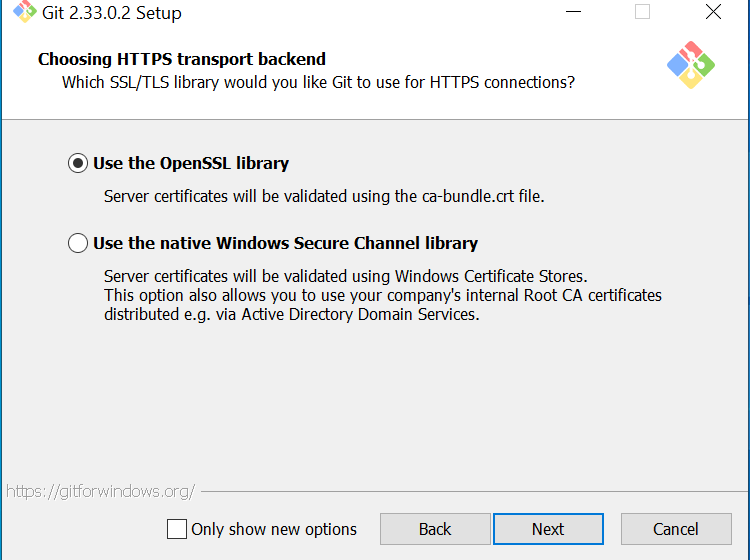 Git 2.33.0.2 Setup
Choosing HTTPS transport backend
Which SSL/TLS library would you like Git to use for HTTPS connections?
Use the OpenSSL library
Server certificates will be validated using the ca-bundle.crt file.
Use the native Windows Secure Channel library
Server certificates will be validated using Windows Certificate Stores.
This option also allows you to use your company's internal Root CA certificates
distributed e.g. via Active Directory Domain Services.
https://gitforwindows.org/
Only show new options Back Next Cancel